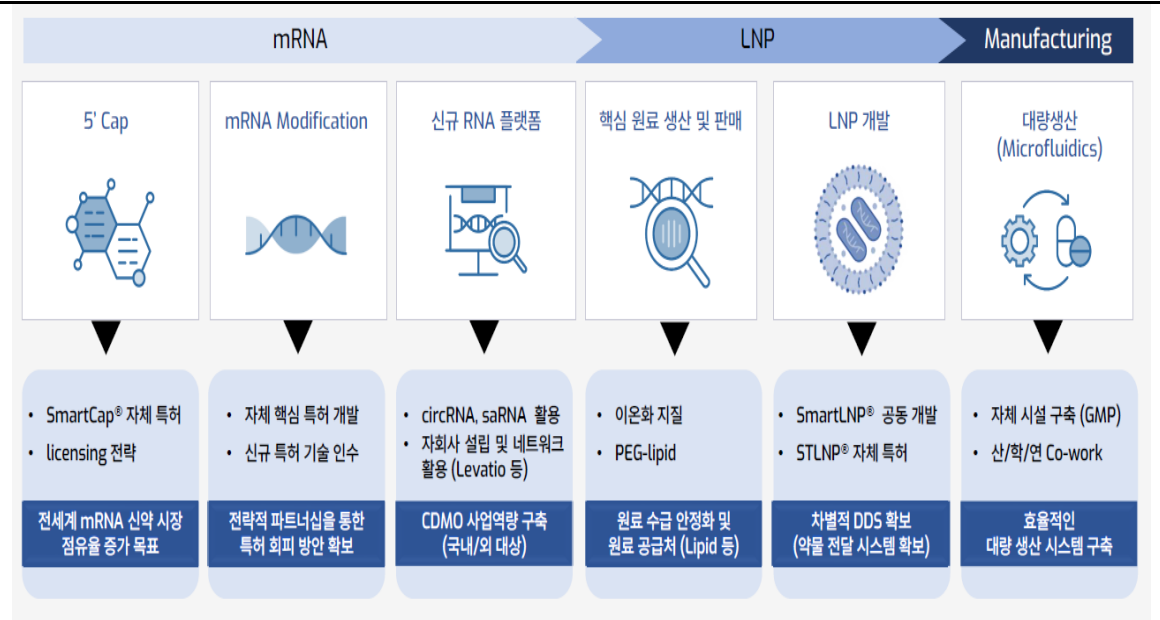 mRNA
LNP
Manufacturing
5' Cap
mRNA Modification
신규 RNA 플랫폼
핵심 원료 생산 및 판매
LNP 개발
대량생산
(Microfluidics)
• SmartCap® 자체 특허
• licensing 전략
• 자체 핵심 특허 개발
• 신규 특허 기술 인수
• circRNA, saRNA 활용
• 자회사 설립 및 네트워크
활용 (Levatio 등)
• 이온화 지질
• PEG-lipid
• SmartLNP® 공동 개발
• STLNP® 자체 특허
• 자체 시설 구축 (GMP)
• 산/학/연 Co-work
전세계 mRNA 신약 시장
점유율 증가 목표
전략적 파트너십을 통한
특허 회피 방안 확보
CDMO 사업역량 구축
(국내/외 대상)
원료 수급 안정화 및
원료 공급처 (Lipid 등)
차별적 DDS 확보
(약물 전달 시스템 확보)
효율적인
대량 생산 시스템 구축